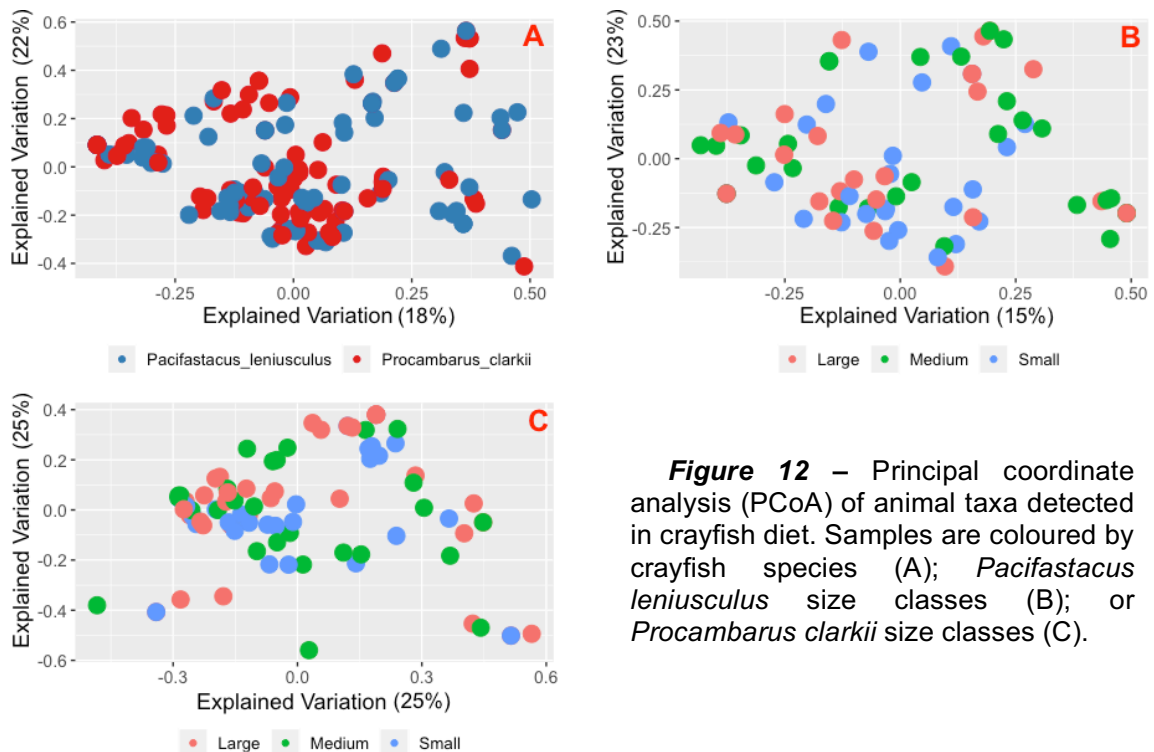 A
0.6
0.4
0.2
0.0
-0.2
-0.4
Explained Variation (22%)
-0.25 0.00 0.25 0.50
Explained Variation (18%)
Pacifastacus_leniusculus Procambarus_clarkii
B
0.50
0.25
0.00
-0.25
Explained Variation (23%)
-0.25 0.00 0.25 0.50
Explained Variation (15%)
Large Medium Small
C
0.4
0.2
0.0
-0.2
-0.4
-0.6
Explained Variation (25%)
-0.3 0.0 0.3 0.6
Explained Variation (25%)
Large Medium Small
Figure 12 – Principal coordinate
analysis (PCoA) of animal taxa detected
in crayfish diet. Samples are coloured by
crayfish species (A); Pacifastacus
leniusculus size classes (B); or
Procambarus clarkii size classes (C).